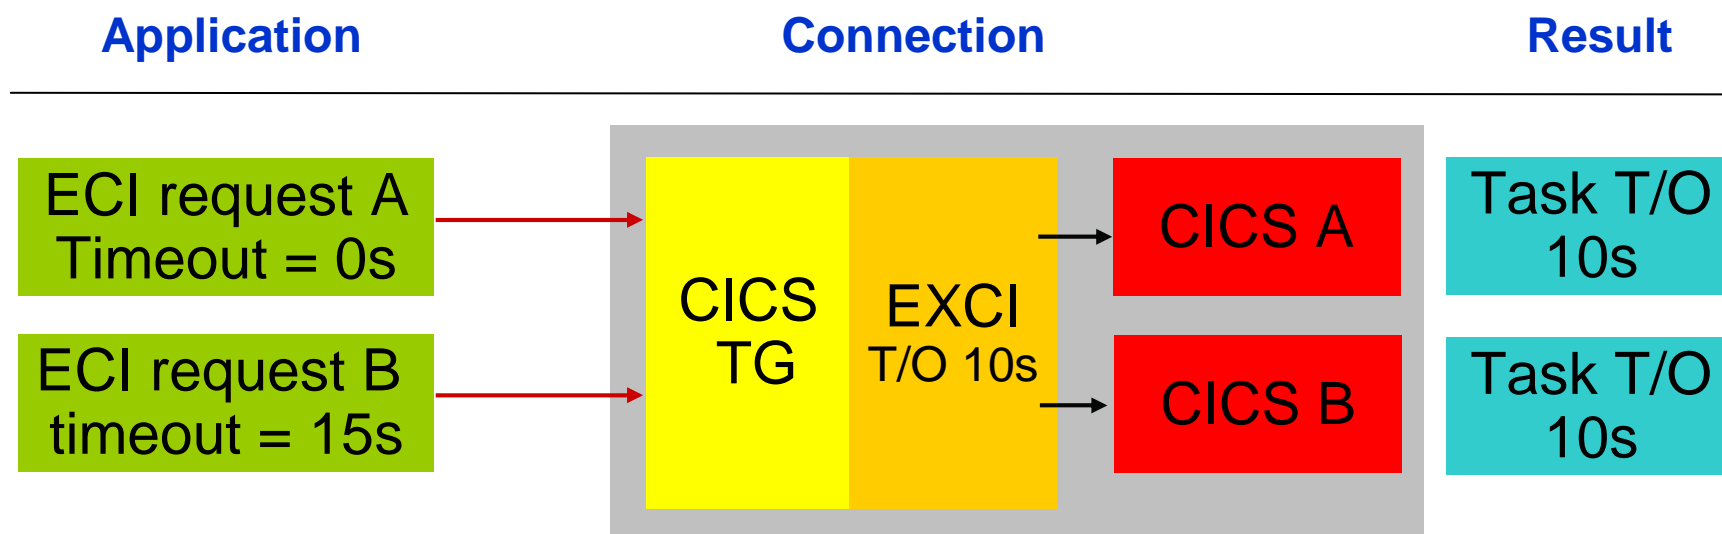 Application
Connection
Result
ECI request A
Timeout = 0s
ECI request B
timeout = 15s
CICS
TG
EXCI
T/O 10s
CICS A
CICS B
Task T/O
10s
Task T/O
10s